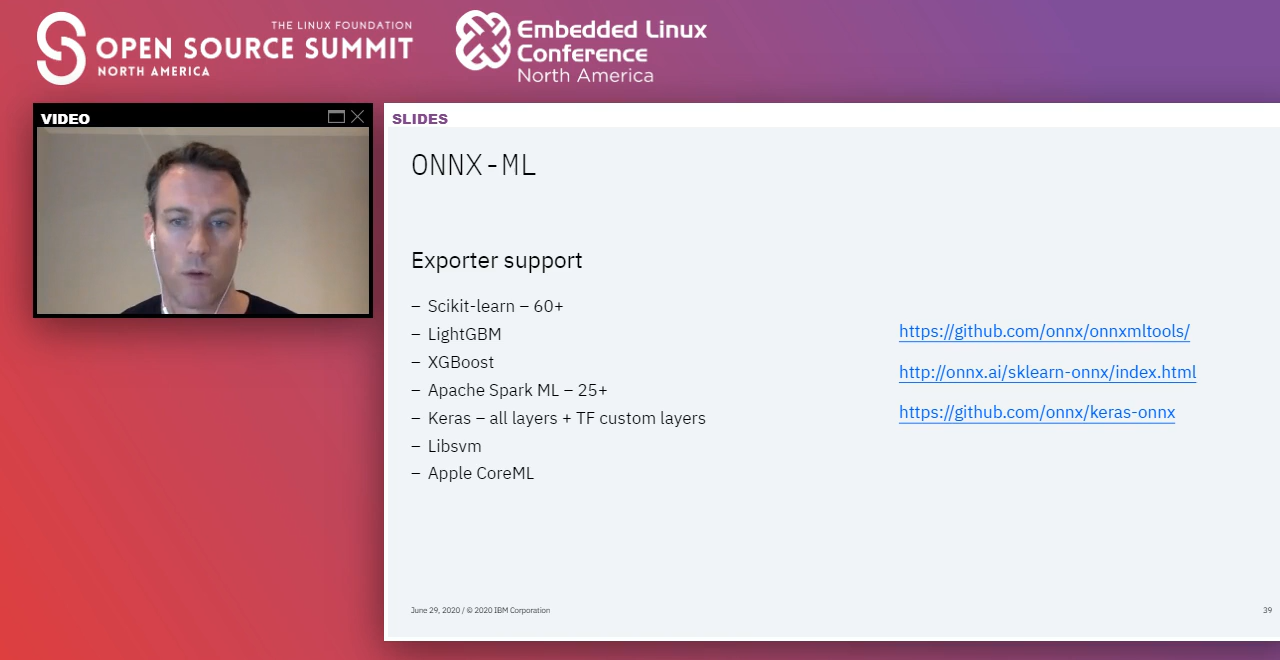 THE LINUX FOUNDATION
OPEN SOURCE SUMMIT
NORTH AMERICA
Embedded Linux
Conference
North America
VIDEO
SLIDES
ONNX-ML
Exporter support
– Scikit-learn – 60+
– LightGBM
– XGBoost
– Apache Spark ML – 25+
– Keras – all layers + TF custom layers
– Libsvm
– Apple CoreML
https://github.com/onnx/onnxmltools/
http://onnx.ai/sklearn-onnx/index.html
https://github.com/onnx/keras-onnx
June 29, 2020 / © 2020 IBM Corporation
39